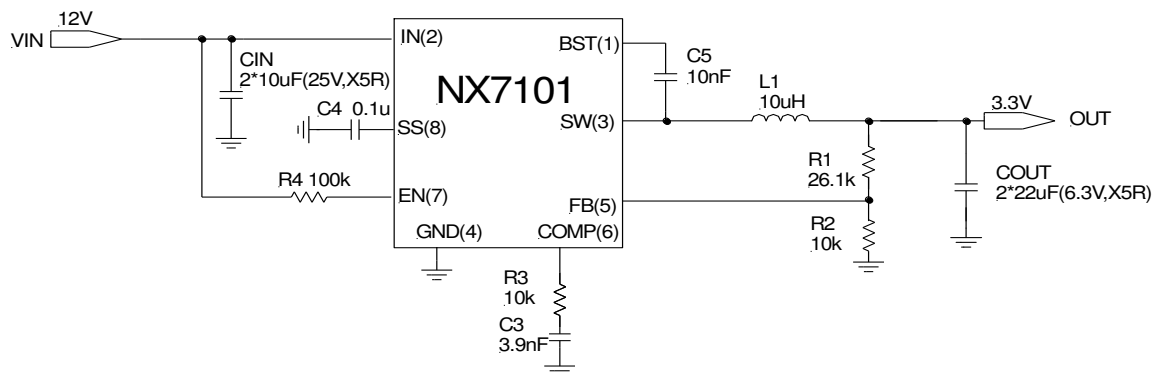 12V
VIN
CIN
2*10uF(25V,X5R)
C4 0.1u
R4 100k
IN(2)
BST(1)
NX7101
SS(8)
SW(3)
EN(7)
FB(5)
GND(4)
COMP(6)
C5
10nF
L1
10uH
3.3V
OUT
R1
26.1k
COUT
2*22uF(6.3V,X5R)
R2
10k
R3
10k
C3
3.9nF